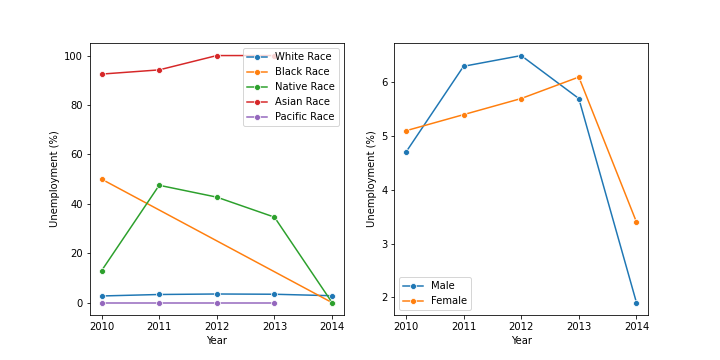 100
80
60
40
20
0
Unemployment (%)
2010 2011 2012 2013 2014
Year
White Race
Black Race
Native Race
Asian Race
Pacific Race
6
5
4
3
2
Unemployment (%)
2010 2011 2012 2013 2014
Year
Male
Female